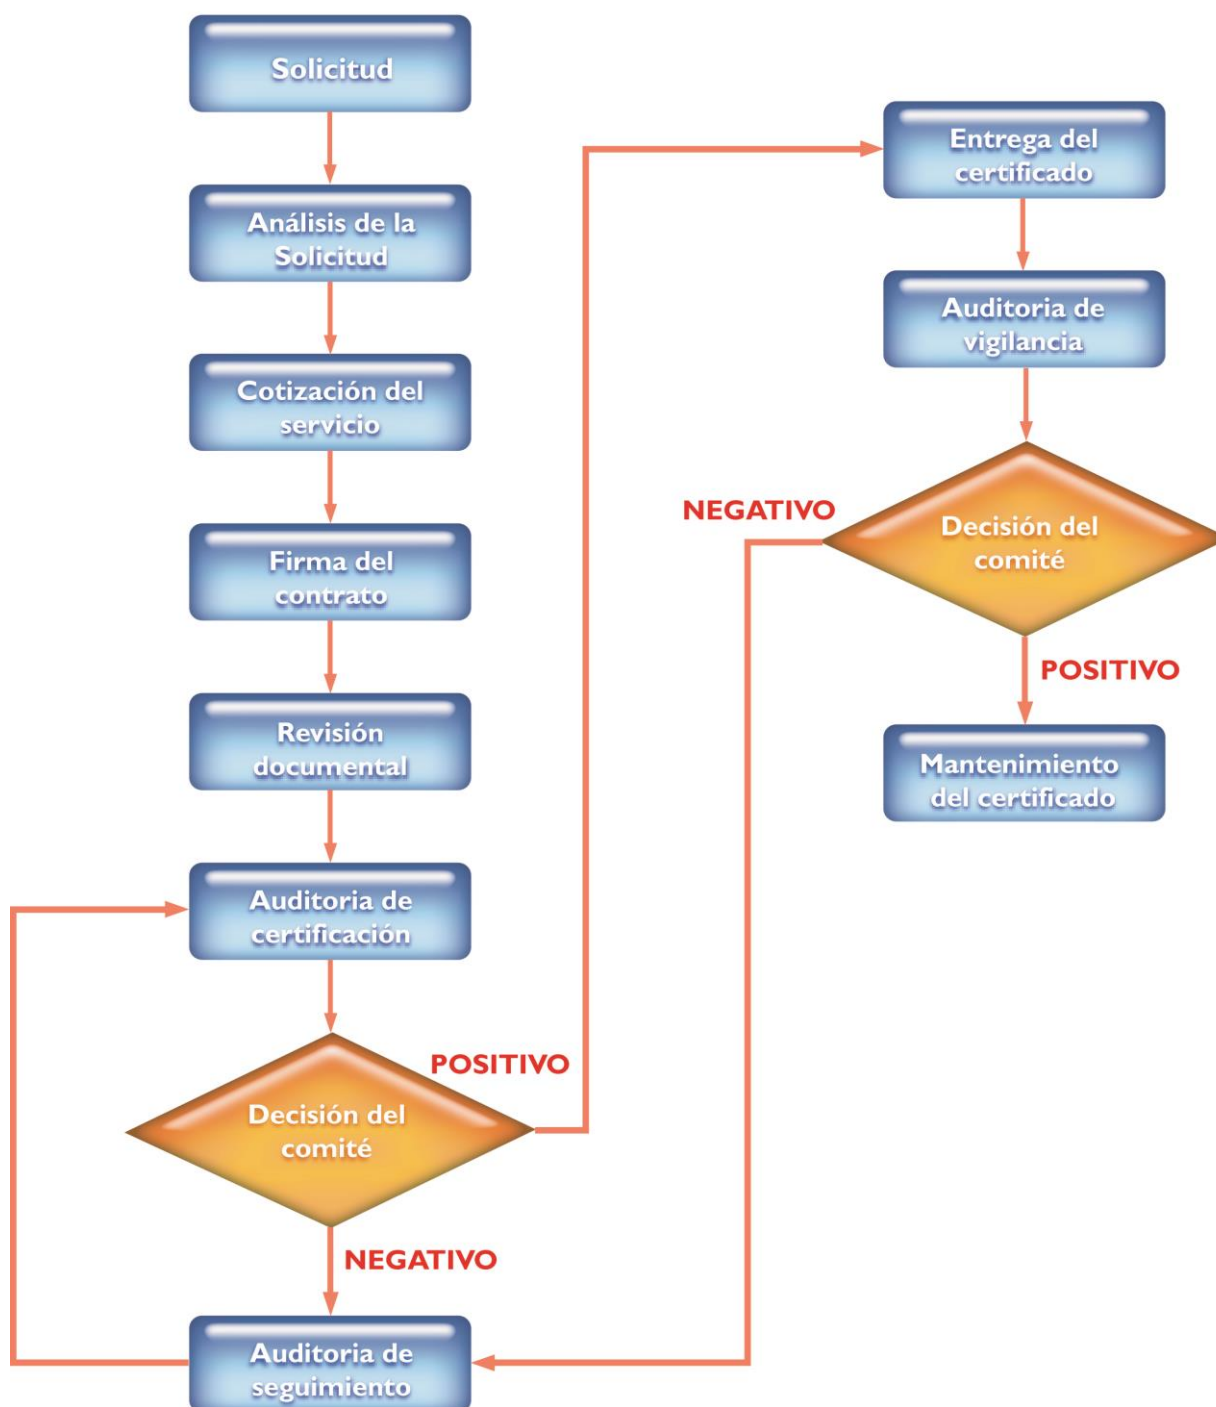 Solicitud
Análisis de la
Solicitud
Cotización del
servicio
Firma del
contrato
Revisión
documental
Auditoria de
certificación
POSITIVO
Decisión del
comité
NEGATIVO
Auditoria de
seguimiento
Entrega del
certificado
Auditoria de
vigilancia
NEGATIVO
Decisión del
comité
POSITIVO
Mantenimiento
del certificado